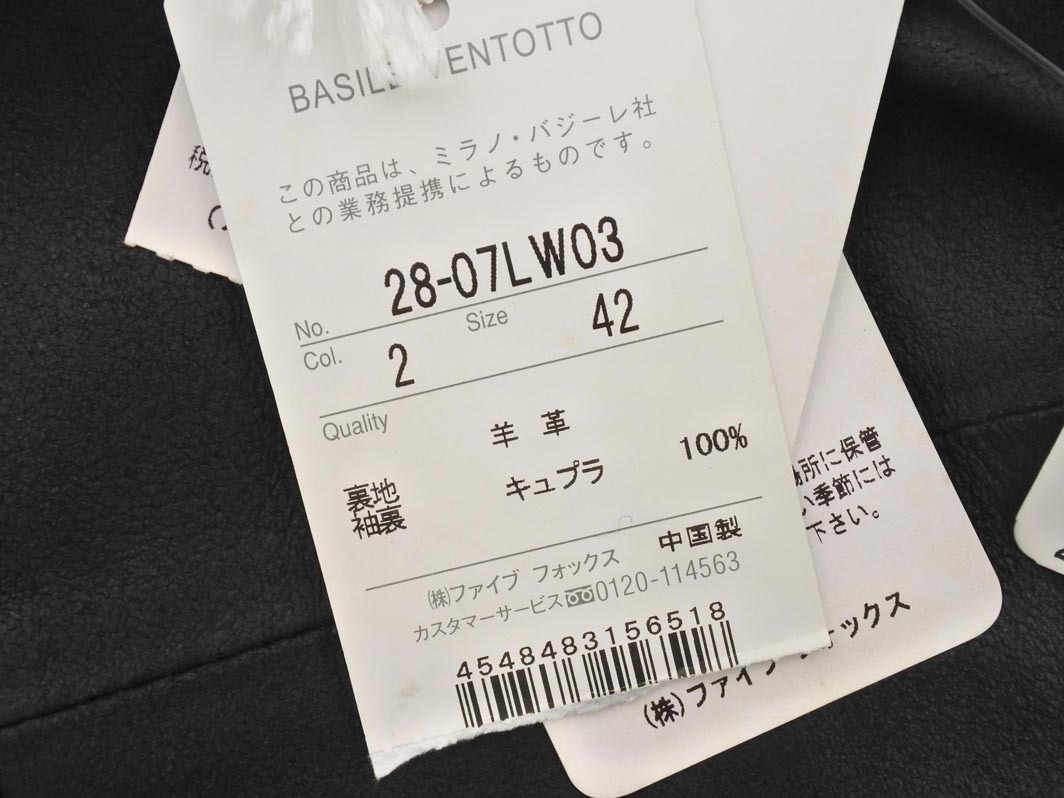 BASILE VENTOTTO
この商品は、ミラノ・バジーレ社
との業務提携によるものです。
No. 28-07LW03
Col. 2 Size 42
Quality
羊 革
裏地 キュプラ 100%
袖裏
中国製
㈱ファイブ フォックス
カスタマーサービス 0120-114563
4548483156518
税
所に保管
い季節には
下さい。
(株)ファイブ フォックス